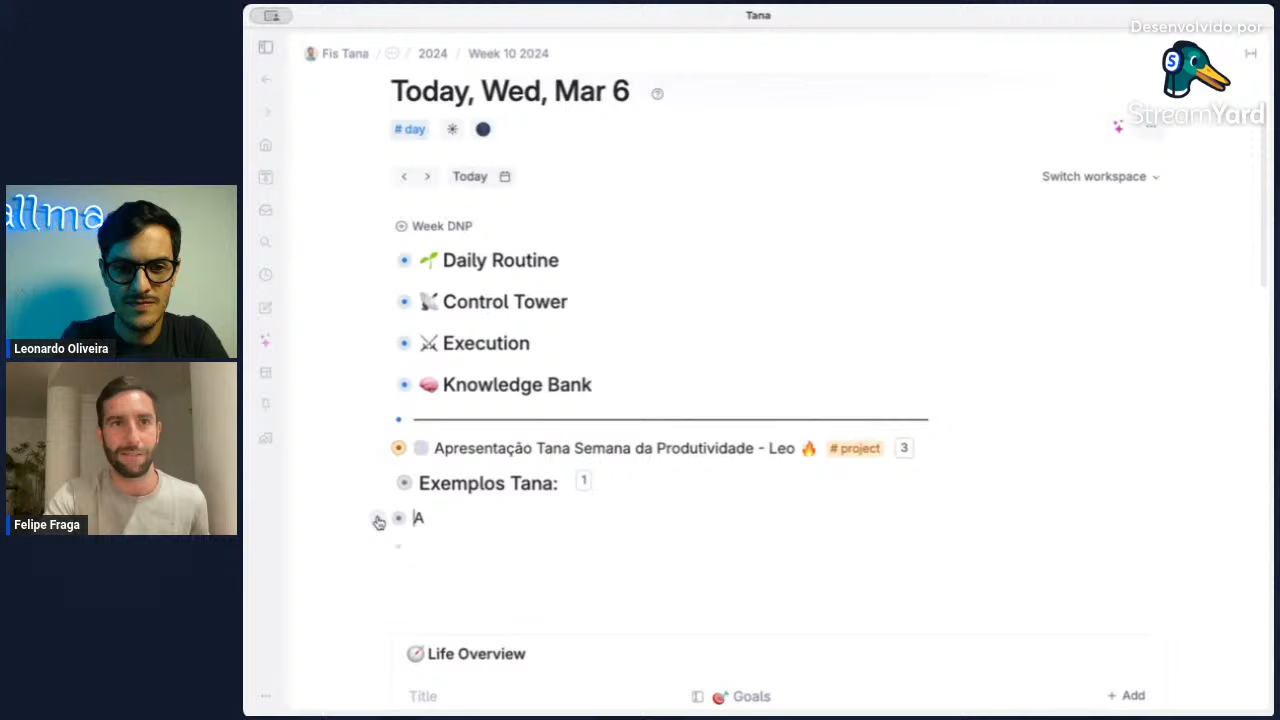 Tana
Desenvolvido por
StreamYard
Fis Tana / / 2024 / Week 10 2024
Today, Wed, Mar 6
# day
Today
Switch workspace
Week DNP
Daily Routine
Control Tower
Execution
Knowledge Bank
Apresentação Tana Semana da Produtividade - Leo 🔥 # project 3
Exemplos Tana: 1
A
Life Overview
Title
Goals
+ Add
allma
Leonardo Oliveira
Felipe Fraga